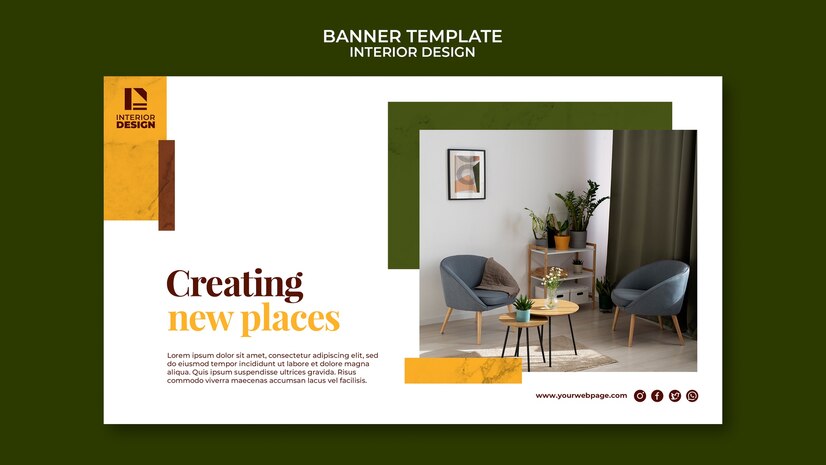 BANNER TEMPLATE
INTERIOR DESIGN
INTERIOR
DESIGN
Creating
new places
Lorem ipsum dolor sit amet, consectetur adipiscing elit, sed
do eiusmod tempor incididunt ut labore et dolore magna
aliqua. Quis ipsum suspendisse ultrices gravida. Risus
commodo viverra maecenas accumsan lacus vel facilisis.
www.yourwebpage.com